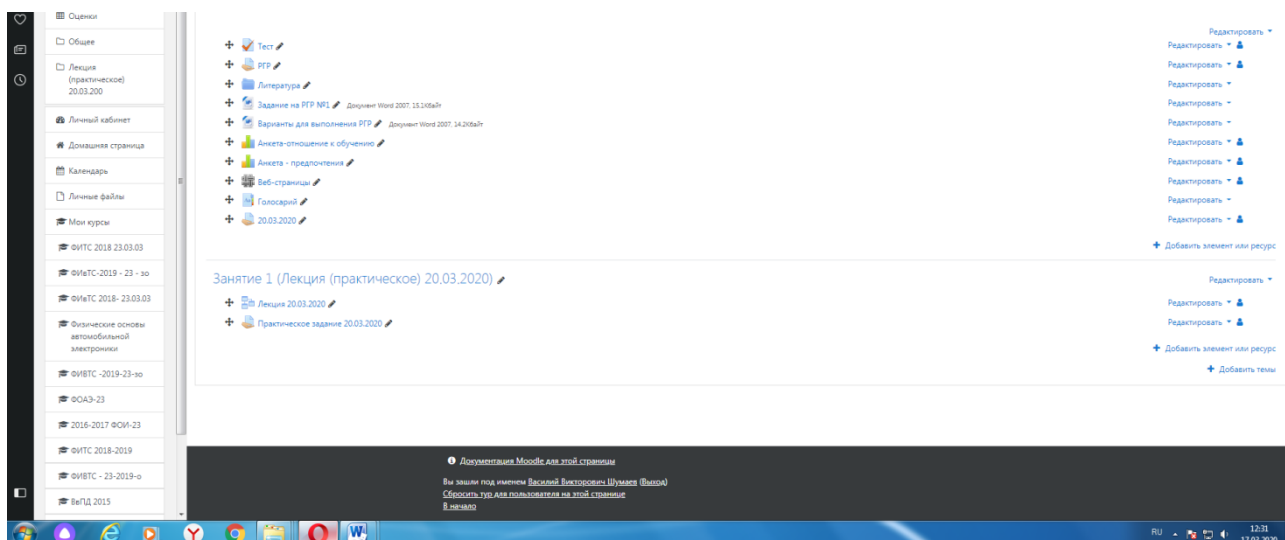 Оценки
Общее
Лекция
(практическое)
20.03.200
Личный кабинет
Домашняя страница
Календарь
Личные файлы
Мои курсы
ФИТС 2018 23.03.03
ФИвТС-2019 - 23 - зо
ФИвТС 2018- 23.03.03
Физические основы
автомобильной
электроники
ФИВТС -2019-23-зо
ФОАЭ-23
2016-2017 ФОИ-23
ФИТС 2018-2019
ФИВТС - 23-2019-о
ВвПД 2015
Редактировать
Тест Редактировать
РГР Редактировать
Литература Редактировать
Задание на РГР №1 Документ Word 2007, 15.1Кбайт Редактировать
Варианты для выполнения РГР Документ Word 2007, 14.2Кбайт Редактировать
Анкета-отношение к обучению Редактировать
Анкета - предпочтения Редактировать
Веб-страницы Редактировать
Голосарий Редактировать
20.03.2020 Редактировать
Добавить элемент или ресурс
Занятие 1 (Лекция (практическое) 20.03.2020) Редактировать
Лекция 20.03.2020 Редактировать
Практическое задание 20.03.2020 Редактировать
Добавить элемент или ресурс
Добавить темы
Документация Moodle для этой страницы
Вы зашли под именем Василий Викторович Шумаев (Выход)
Сбросить тур для пользователя на этой странице
В начало
RU 12:31
17.03.2020